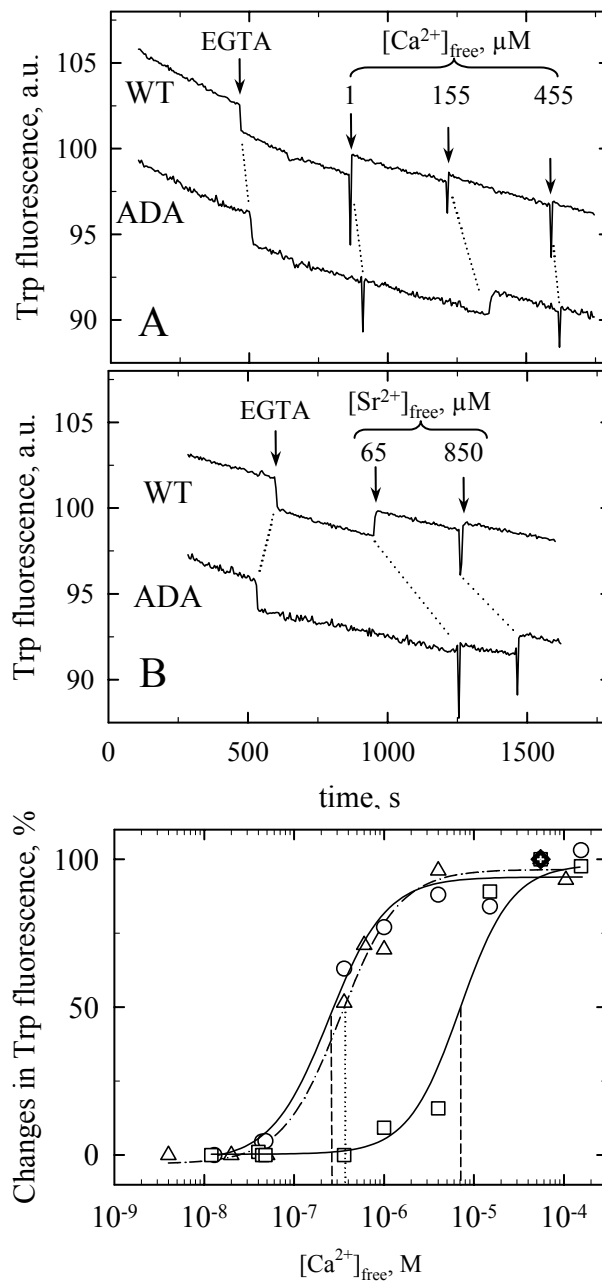 EGTA
[Ca²⁺]free, µM
1 155 455
WT
ADA
A
Trp fluorescence, a.u.
105
100
95
90
EGTA
[Sr²⁺]free, µM
65 850
WT
ADA
B
Trp fluorescence, a.u.
105
100
95
90
0 500 1000 1500
time, s
Changes in Trp fluorescence, %
100
50
0
10⁻⁹ 10⁻⁸ 10⁻⁷ 10⁻⁶ 10⁻⁵ 10⁻⁴
[Ca²⁺]free, M